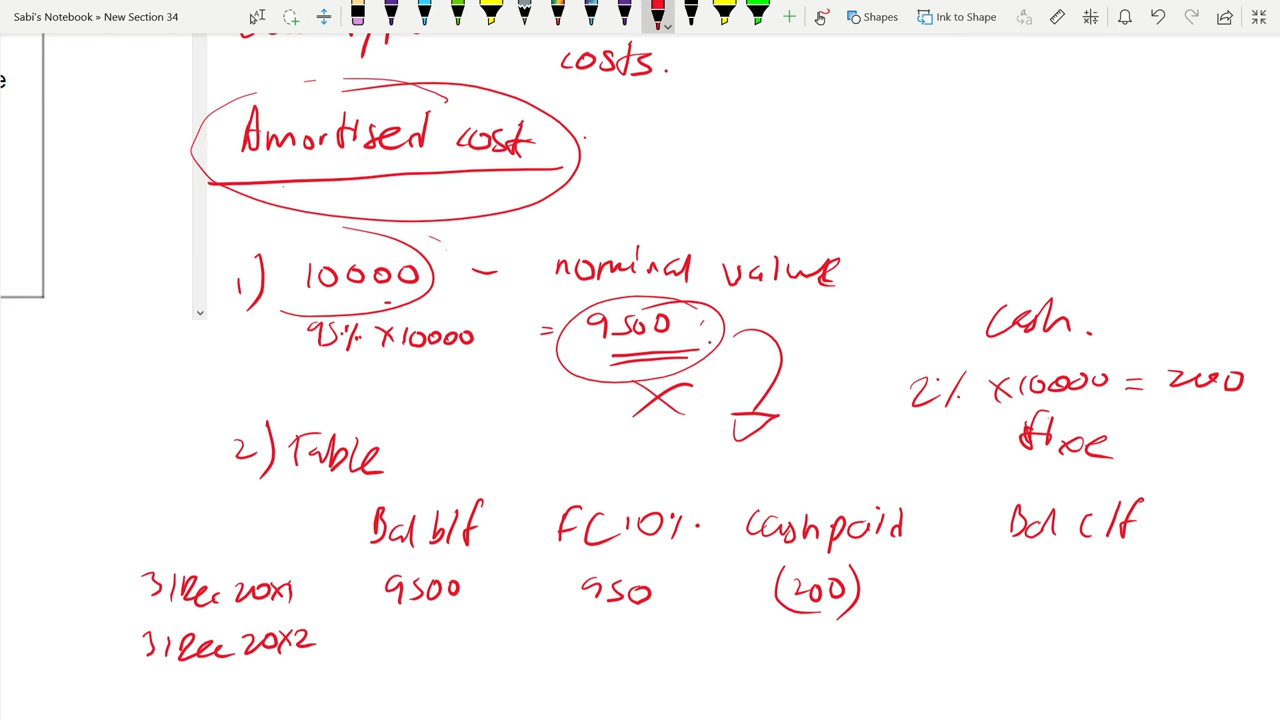 Sabi's Notebook » New Section 34
Shapes
Ink to Shape
e
costs.
Amortised cost
1) 10000 - nominal value
95% × 10000 = 9500
Cash.
2% × 10000 = 200
2) Table
Bal b/f FC 10% Cash paid Bal c/f
31 Dec 20X1 9500 950 (200)
31 Dec 20X2